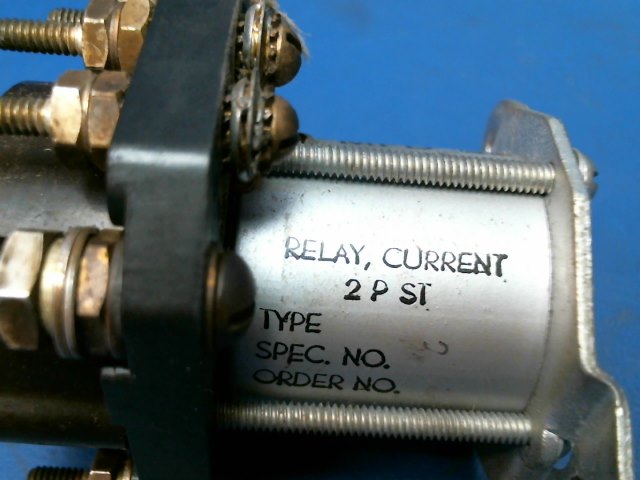 RELAY, CURRENT
2 P ST
TYPE
SPEC. NO.
ORDER NO.